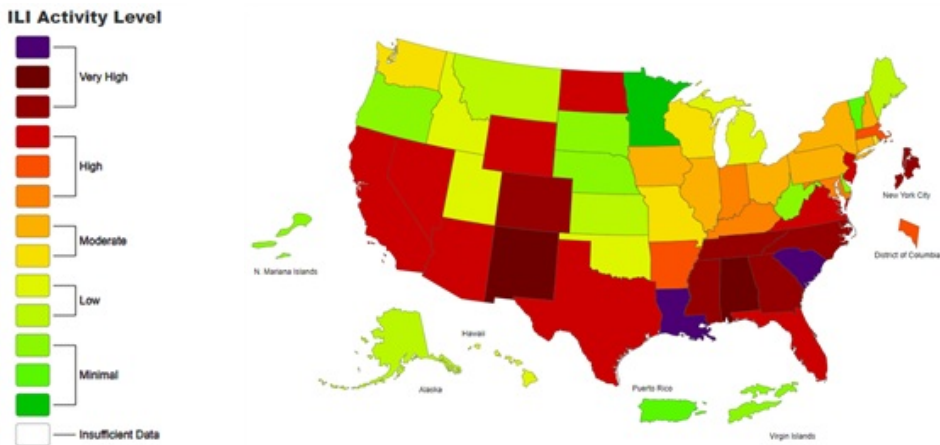 ILI Activity Level
Very High
High
Moderate
Low
Minimal
Insufficient Data
New York City
District of Columbia
N. Mariana Islands
Hawaii
Alaska
Puerto Rico
Virgin Islands